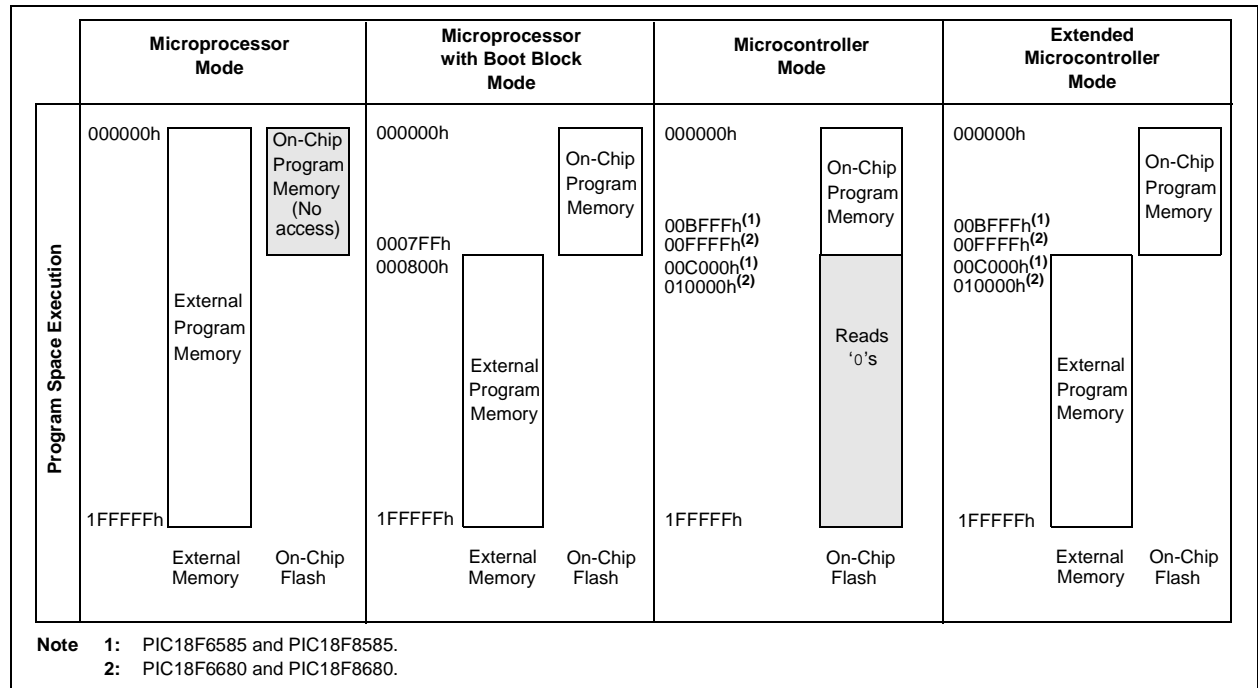 Microprocessor
Mode
Microprocessor
with Boot Block
Mode
Microcontroller
Mode
Extended
Microcontroller
Mode
Program Space Execution
000000h
On-Chip
Program
Memory
(No
access)
External
Program
Memory
1FFFFFh
External
Memory
On-Chip
Flash
000000h
On-Chip
Program
Memory
0007FFh
000800h
External
Program
Memory
1FFFFFh
External
Memory
On-Chip
Flash
000000h
On-Chip
Program
Memory
00BFFFh(1)
00FFFFh(2)
00C000h(1)
010000h(2)
Reads
‘0’s
1FFFFFh
On-Chip
Flash
000000h
On-Chip
Program
Memory
00BFFFh(1)
00FFFFh(2)
00C000h(1)
010000h(2)
External
Program
Memory
1FFFFFh
External
Memory
On-Chip
Flash
Note 1: PIC18F6585 and PIC18F8585.
2: PIC18F6680 and PIC18F8680.